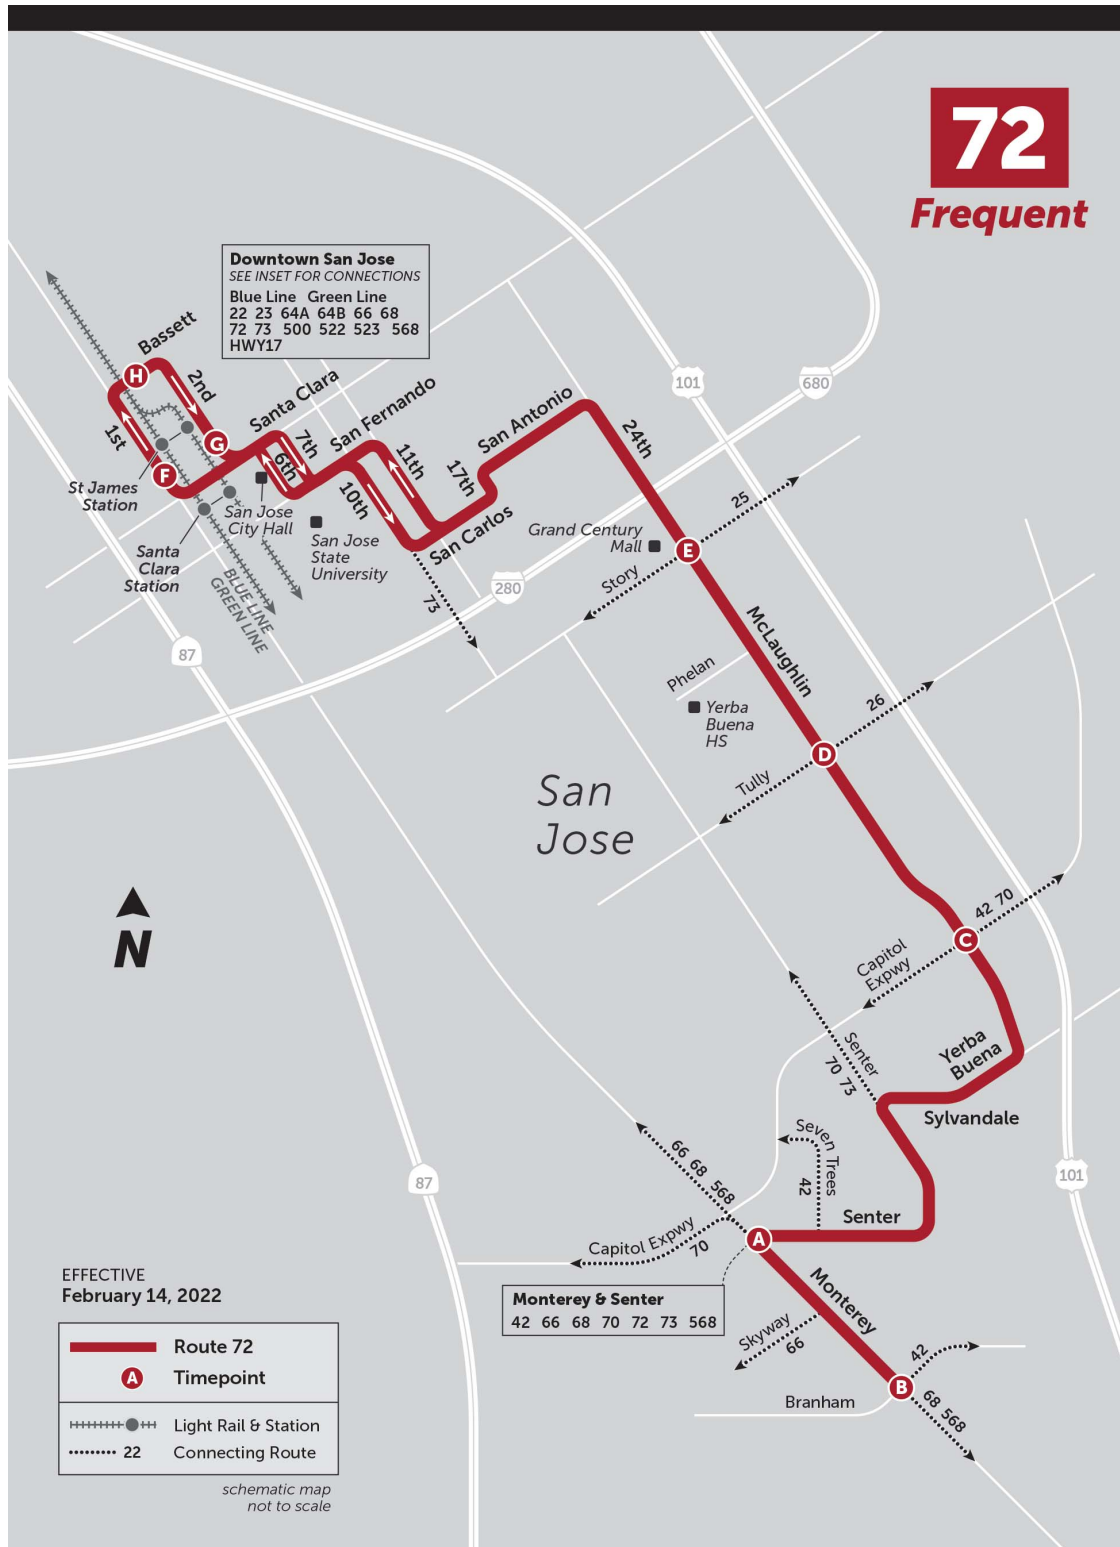 72
Frequent
Downtown San Jose
SEE INSET FOR CONNECTIONS
Blue Line Green Line
22 23 64A 64B 66 68
72 73 500 522 523 568
HWY17
Bassett
H
2nd
1st
G
F
Santa Clara
7th
6th
San Fernando
11th
10th
17th
San Antonio
24th
San Carlos
101
680
St James
Station
Santa
Clara
Station
San Jose
City Hall
San Jose
State
University
BLUE LINE
GREEN LINE
73
280
87
Grand Century
Mall
E
25
Story
McLaughlin
Phelan
Yerba
Buena
HS
26
D
Tully
San
Jose
N
42 70
C
Capitol
Expwy
Senter
70 73
Yerba
Buena
Sylvandale
Seven Trees
42
66 68 568
87
101
Senter
A
Capitol Expwy
70
Monterey & Senter
42 66 68 70 72 73 568
Monterey
Skyway
66
42
B
Branham
68 568
EFFECTIVE
February 14, 2022
Route 72
A Timepoint
Light Rail & Station
22 Connecting Route
schematic map
not to scale